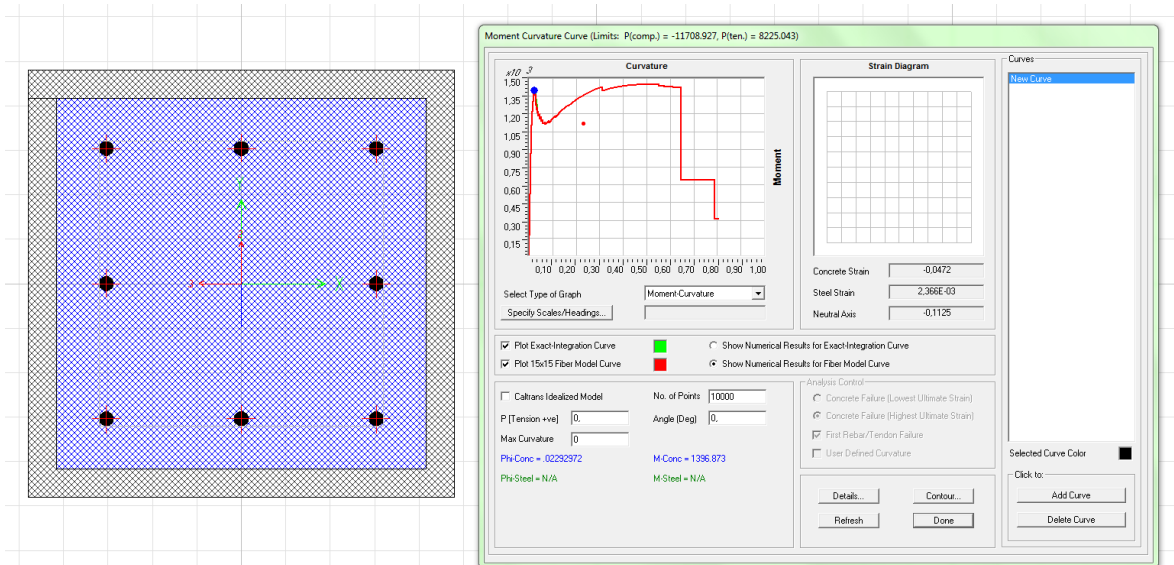 Moment Curvature Curve (Limits: P(comp.) = -11708.927, P(ten.) = 8225.043)
Curvature
x10 3
1,50
1,35
1,20
1,05
0,90
0,75
0,60
0,45
0,30
0,15
0,10 0,20 0,30 0,40 0,50 0,60 0,70 0,80 0,90 1,00
Moment
Select Type of Graph
Moment-Curvature
Specify Scales/Headings...
Strain Diagram
Concrete Strain
-0,0472
Steel Strain
2,366E-03
Neutral Axis
-0,1125
Curves
New Curve
Plot Exact-Integration Curve
Show Numerical Results for Exact-Integration Curve
Plot 15x15 Fiber Model Curve
Show Numerical Results for Fiber Model Curve
Caltrans Idealized Model
No. of Points
10000
P [Tension +ve]
0,
Angle (Deg)
0,
Max Curvature
0
Phi-Conc = .02292972
M-Conc = 1396.873
Phi-Steel = N/A
M-Steel = N/A
Analysis Control
Concrete Failure (Lowest Ultimate Strain)
Concrete Failure (Highest Ultimate Strain)
First Rebar/Tendon Failure
User Defined Curvature
Details...
Contour...
Refresh
Done
Selected Curve Color
Click to:
Add Curve
Delete Curve